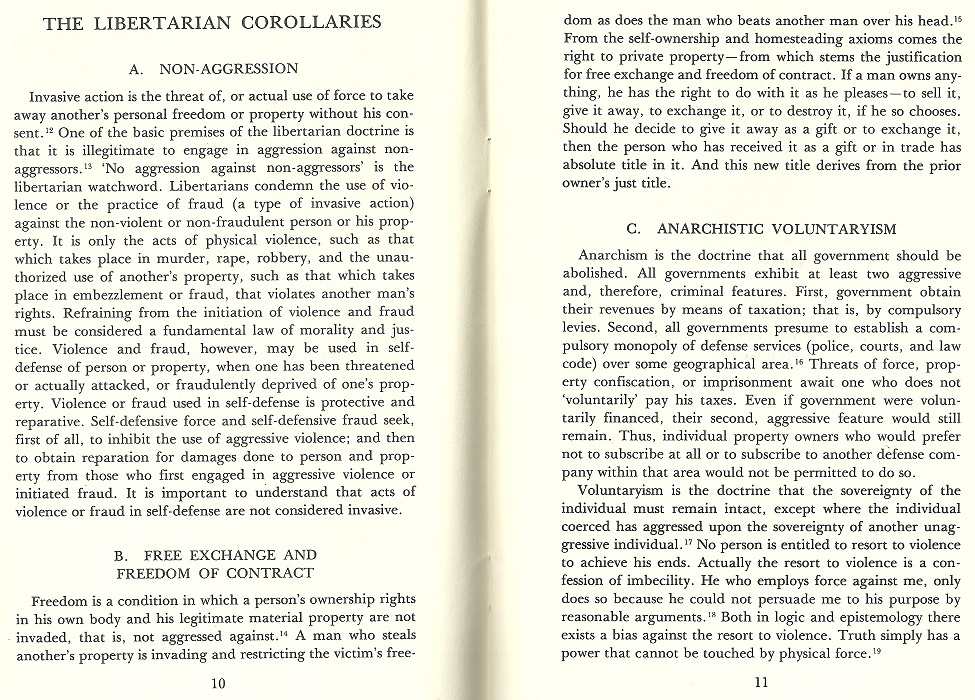 THE LIBERTARIAN COROLLARIES
A. NON-AGGRESSION
Invasive action is the threat of, or actual use of force to take
away another's personal freedom or property without his con-
sent.¹² One of the basic premises of the libertarian doctrine is
that it is illegitimate to engage in aggression against non-
aggressors.¹³ 'No aggression against non-aggressors' is the
libertarian watchword. Libertarians condemn the use of vio-
lence or the practice of fraud (a type of invasive action)
against the non-violent or non-fraudulent person or his prop-
erty. It is only the acts of physical violence, such as that
which takes place in murder, rape, robbery, and the unau-
thorized use of another's property, such as that which takes
place in embezzlement or fraud, that violates another man's
rights. Refraining from the initiation of violence and fraud
must be considered a fundamental law of morality and jus-
tice. Violence and fraud, however, may be used in self-
defense of person or property, when one has been threatened
or actually attacked, or fraudulently deprived of one's prop-
erty. Violence or fraud used in self-defense is protective and
reparative. Self-defensive force and self-defensive fraud seek,
first of all, to inhibit the use of aggressive violence; and then
to obtain reparation for damages done to person and prop-
erty from those who first engaged in aggressive violence or
initiated fraud. It is important to understand that acts of
violence or fraud in self-defense are not considered invasive.
B. FREE EXCHANGE AND
FREEDOM OF CONTRACT
Freedom is a condition in which a person's ownership rights
in his own body and his legitimate material property are not
invaded, that is, not aggressed against.¹⁴ A man who steals
another's property is invading and restricting the victim's free-
10
dom as does the man who beats another man over his head.¹⁵
From the self-ownership and homesteading axioms comes the
right to private property—from which stems the justification
for free exchange and freedom of contract. If a man owns any-
thing, he has the right to do with it as he pleases—to sell it,
give it away, to exchange it, or to destroy it, if he so chooses.
Should he decide to give it away as a gift or to exchange it,
then the person who has received it as a gift or in trade has
absolute title in it. And this new title derives from the prior
owner's just title.
C. ANARCHISTIC VOLUNTARYISM
Anarchism is the doctrine that all government should be
abolished. All governments exhibit at least two aggressive
and, therefore, criminal features. First, government obtain
their revenues by means of taxation; that is, by compulsory
levies. Second, all governments presume to establish a com-
pulsory monopoly of defense services (police, courts, and law
code) over some geographical area.¹⁶ Threats of force, prop-
erty confiscation, or imprisonment await one who does not
'voluntarily' pay his taxes. Even if government were volun-
tarily financed, their second, aggressive feature would still
remain. Thus, individual property owners who would prefer
not to subscribe at all or to subscribe to another defense com-
pany within that area would not be permitted to do so.
Voluntaryism is the doctrine that the sovereignty of the
individual must remain intact, except where the individual
coerced has aggressed upon the sovereignty of another unag-
gressive individual.¹⁷ No person is entitled to resort to violence
to achieve his ends. Actually the resort to violence is a con-
fession of imbecility. He who employs force against me, only
does so because he could not persuade me to his purpose by
reasonable arguments.¹⁸ Both in logic and epistemology there
exists a bias against the resort to violence. Truth simply has a
power that cannot be touched by physical force.¹⁹
11